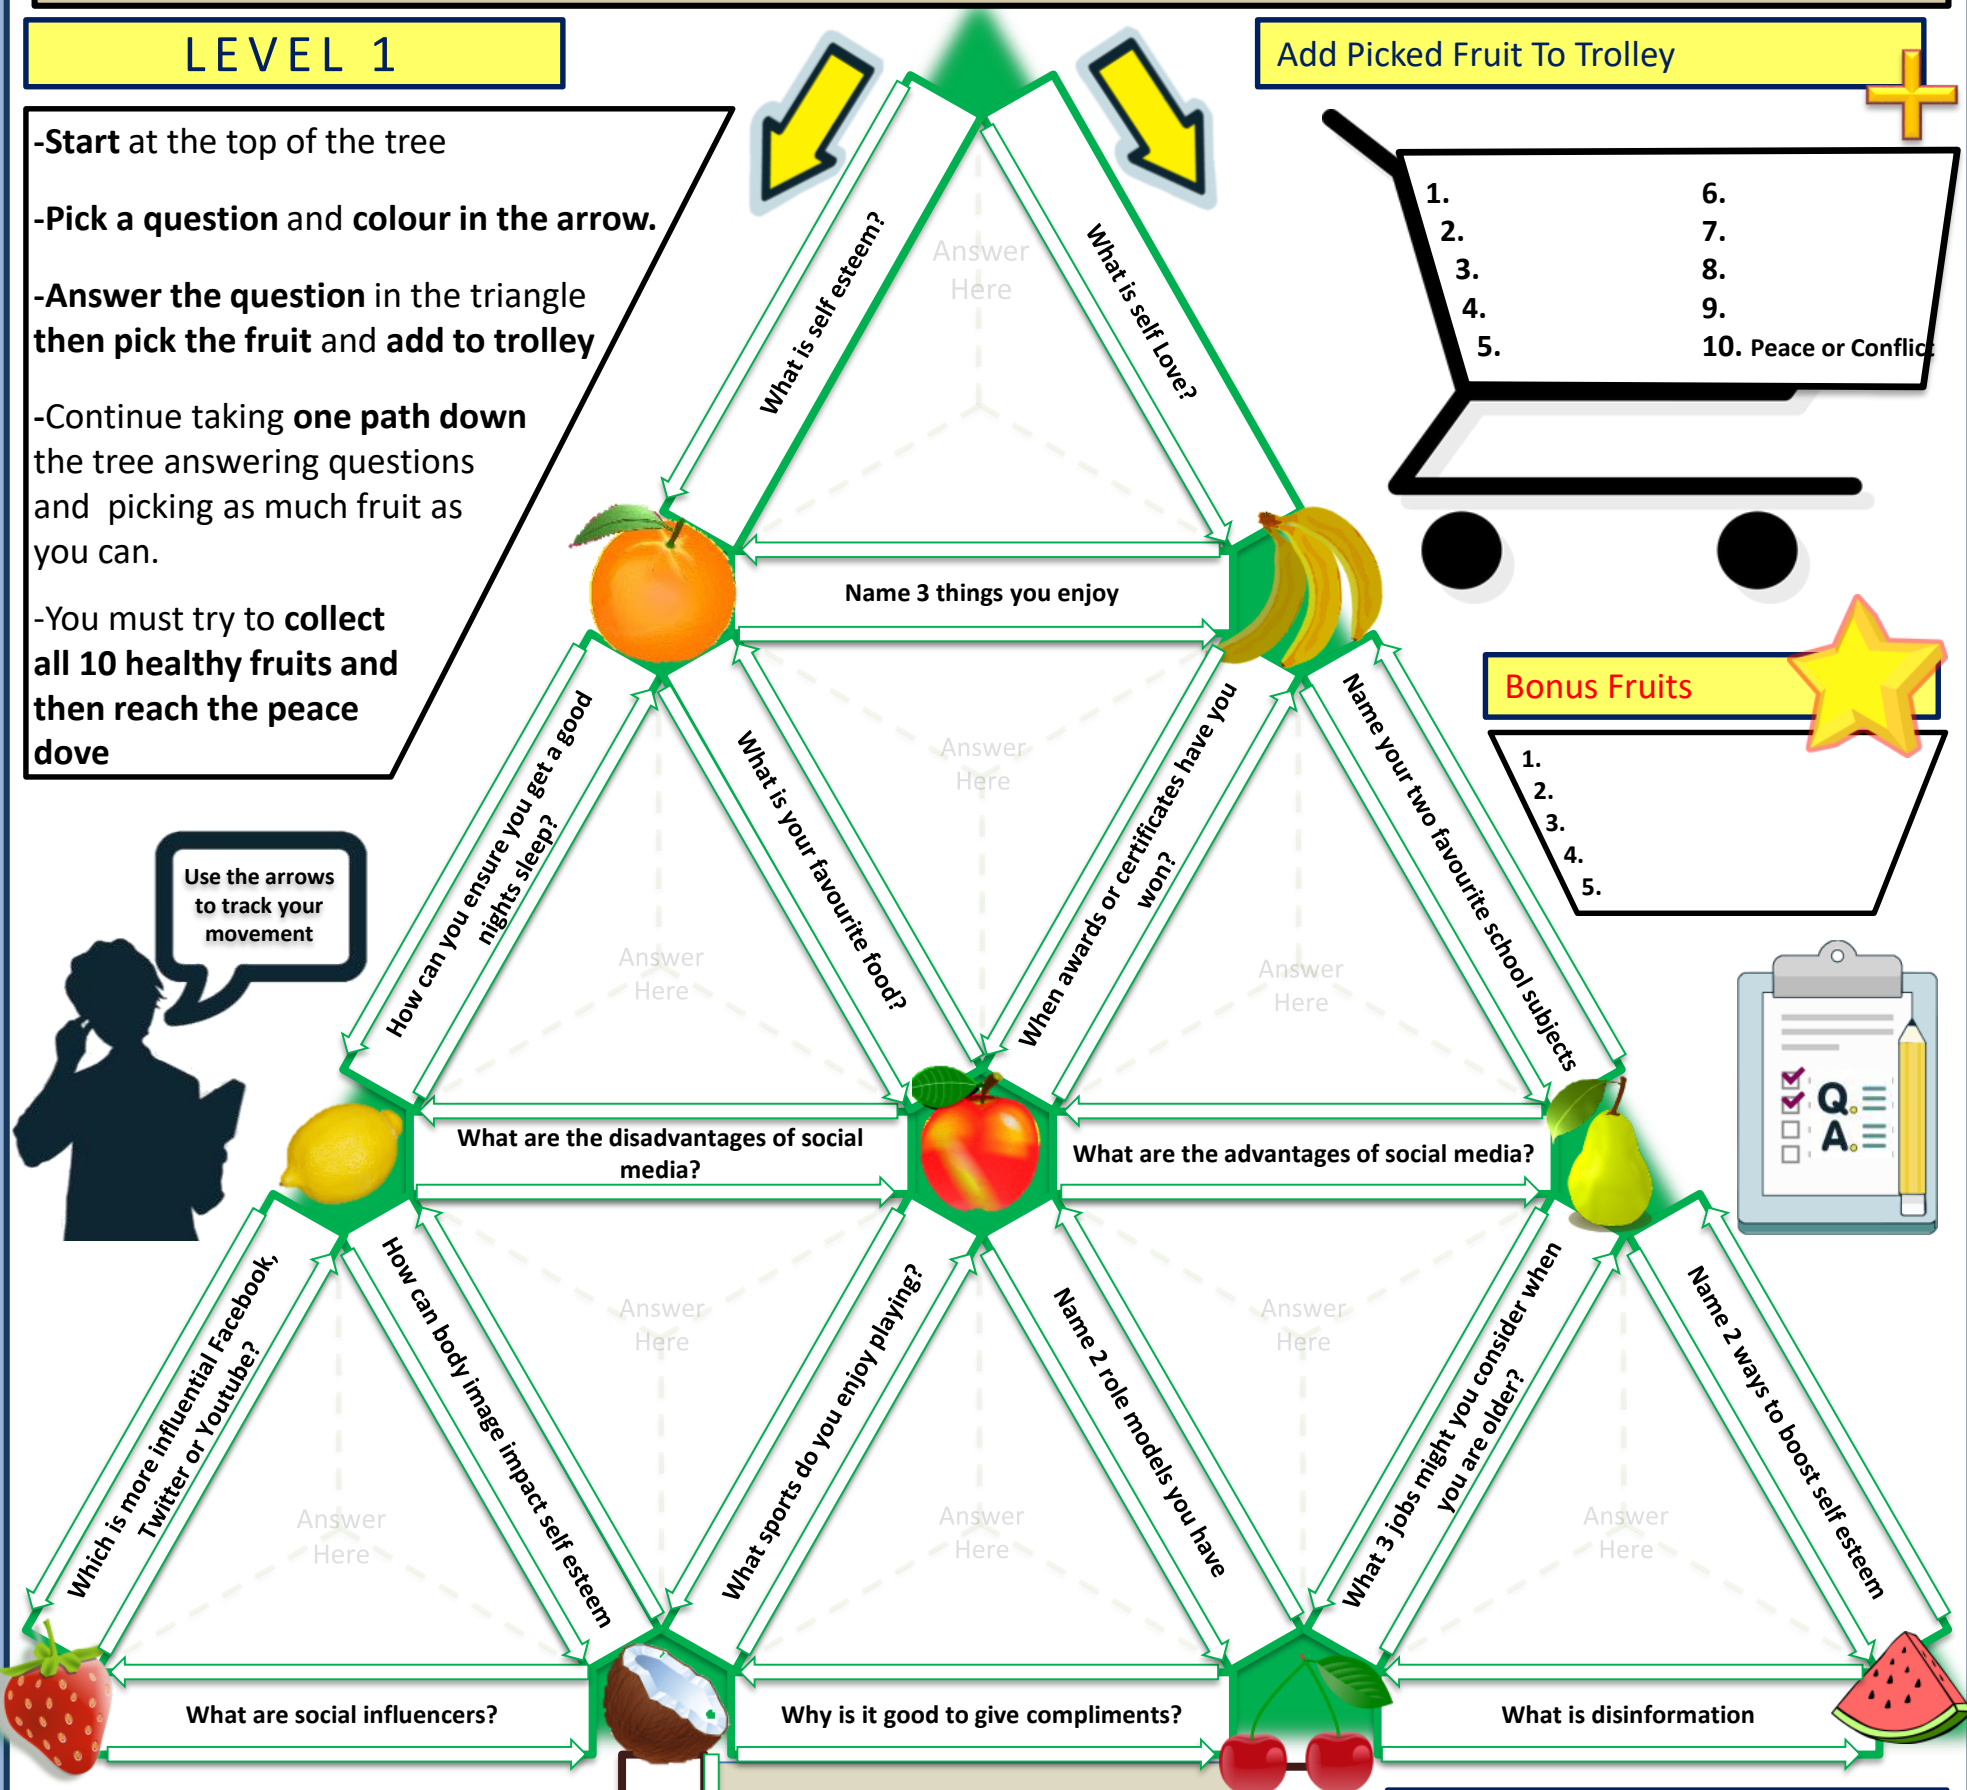 LEVEL 1
Add Picked Fruit To Trolley
-Start at the top of the tree
-Pick a question and colour in the arrow.
-Answer the question in the triangle
then pick the fruit and add to trolley
-Continue taking one path down
the tree answering questions
and picking as much fruit as
you can.
-You must try to collect
all 10 healthy fruits and
then reach the peace
dove
1.
2.
3.
4.
5.
6.
7.
8.
9.
10. Peace or Conflict
What is self esteem?
Answer
Here
What is self Love?
Name 3 things you enjoy
Bonus Fruits
1.
2.
3.
4.
5.
How can you ensure you get a good
nights sleep?
Answer
Here
What is your favourite food?
Answer
Here
When awards or certificates have you
won?
Answer
Here
Name your two favourite school subjects
Use the arrows
to track your
movement
What are the disadvantages of social
media?
What are the advantages of social media?
Q.
A.
Which is more influential Facebook,
Twitter or Youtube?
Answer
Here
How can body image impact self esteem
Answer
Here
What sports do you enjoy playing?
Answer
Here
Name 2 role models you have
Answer
Here
What 3 jobs might you consider when
you are older?
Answer
Here
Name 2 ways to boost self esteem
What are social influencers?
Why is it good to give compliments?
What is disinformation